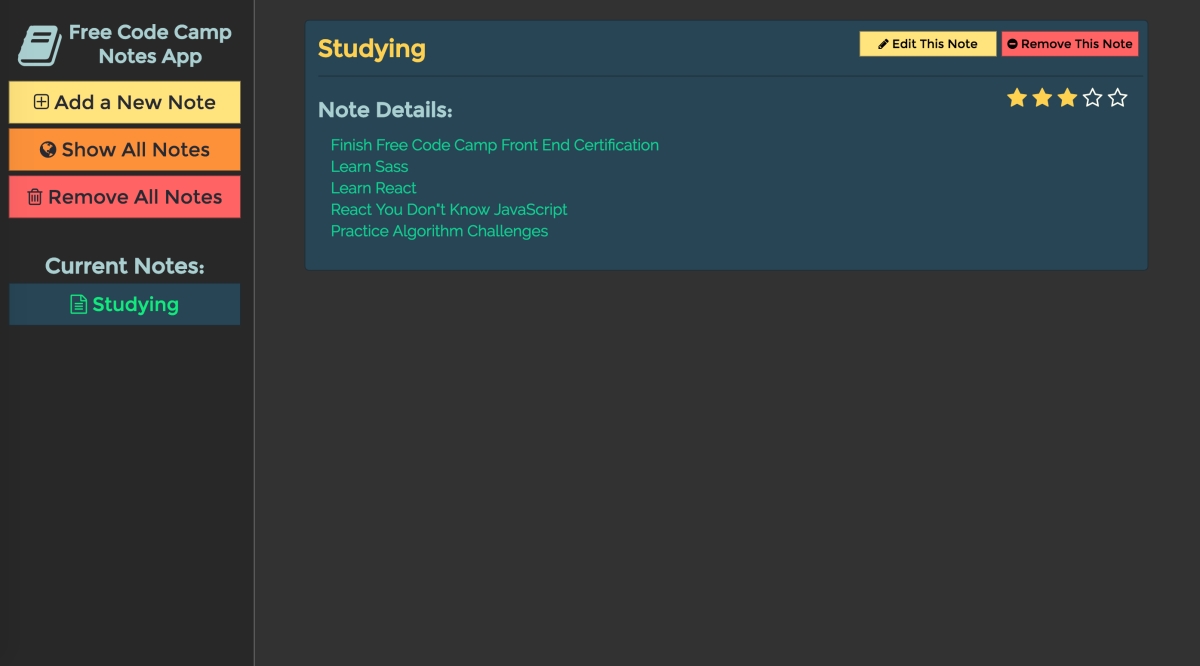 Free Code Camp
Notes App
Add a New Note
Show All Notes
Remove All Notes
Current Notes:
Studying
Studying
Edit This Note
Remove This Note
Note Details:
Finish Free Code Camp Front End Certification
Learn Sass
Learn React
React You Don"t Know JavaScript
Practice Algorithm Challenges